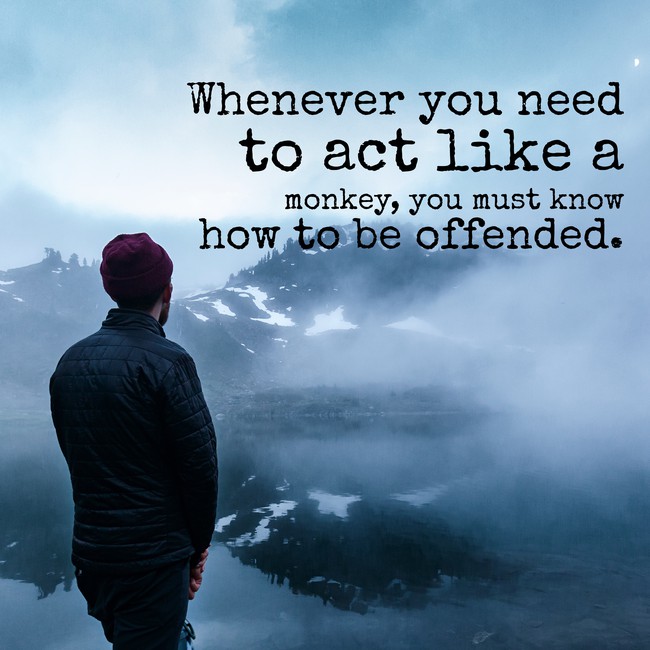 Whenever you need
to act like a
monkey, you must know
how to be offended.